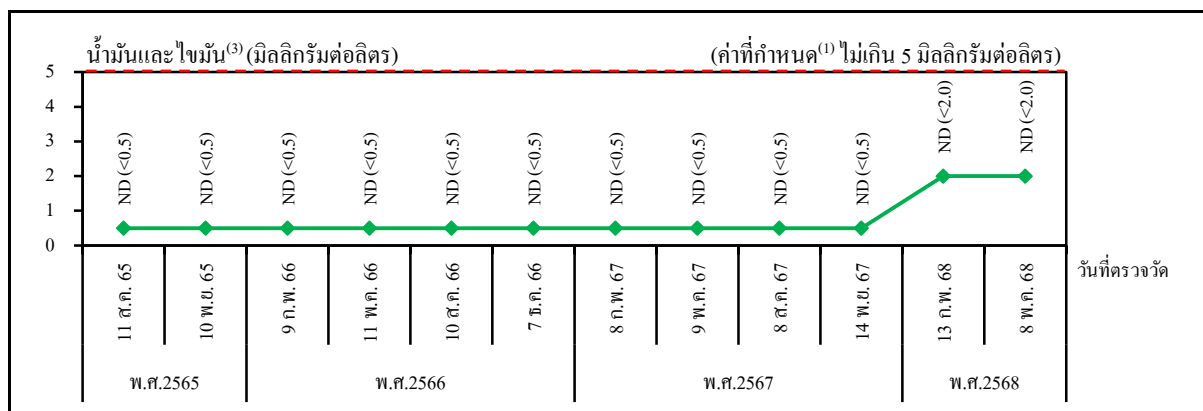 น้ำมันและไขมัน⁽³⁾ (มิลลิกรัมต่อลิตร) (ค่าที่กำหนด⁽¹⁾ ไม่เกิน 5 มิลลิกรัมต่อลิตร)
5
4
3
2
1
0
ND (<0.5) ND (<0.5) ND (<0.5) ND (<0.5) ND (<0.5) ND (<0.5) ND (<0.5) ND (<0.5) ND (<0.5) ND (<0.5) ND (<2.0) ND (<2.0)
11 ส.ค. 65 10 พ.ย. 65 9 ก.พ. 66 11 พ.ค. 66 10 ส.ค. 66 7 ธ.ค. 66 8 ก.พ. 67 9 พ.ค. 67 8 ส.ค. 67 14 พ.ย. 67 13 ก.พ. 68 8 พ.ค. 68
วันที่ตรวจวัด
พ.ศ.2565 พ.ศ.2566 พ.ศ.2567 พ.ศ.2568